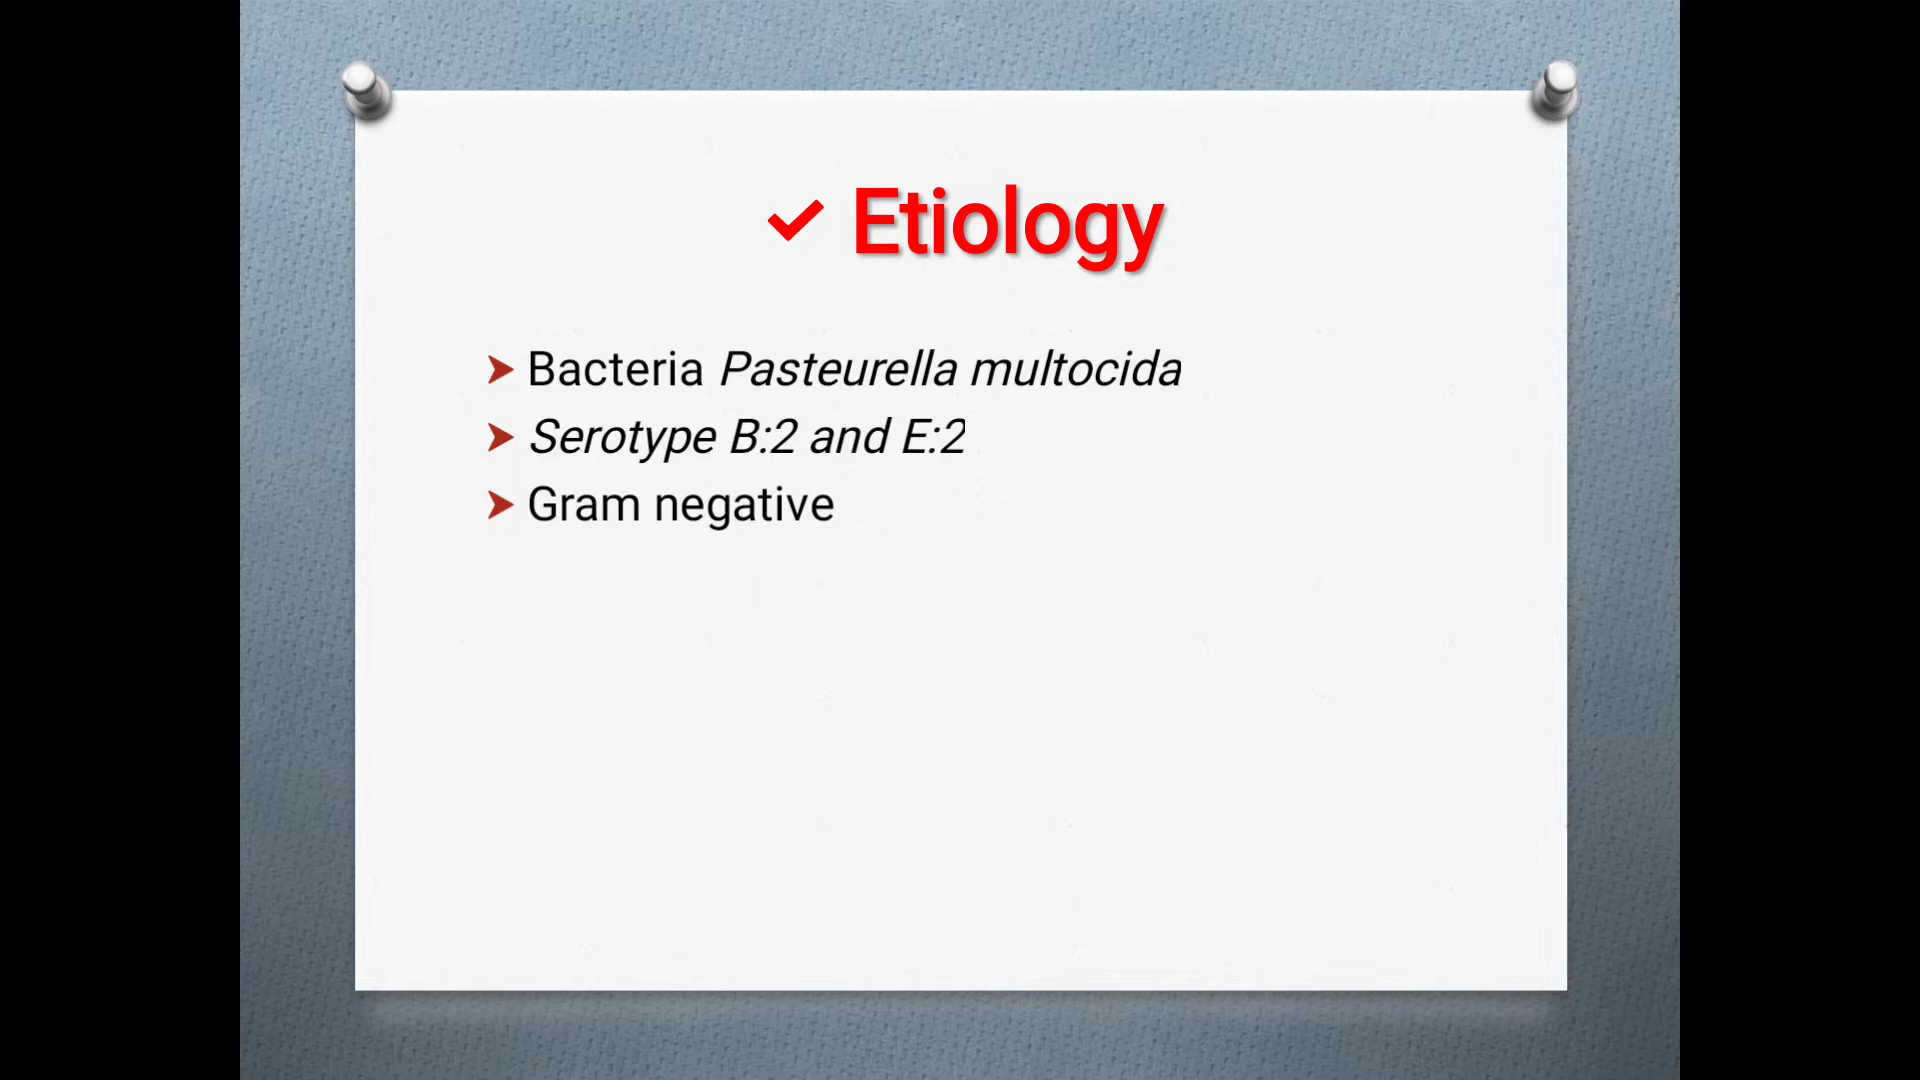 ✓ Etiology
➤ Bacteria Pasteurella multocida
➤ Serotype B:2 and E:2
➤ Gram negative